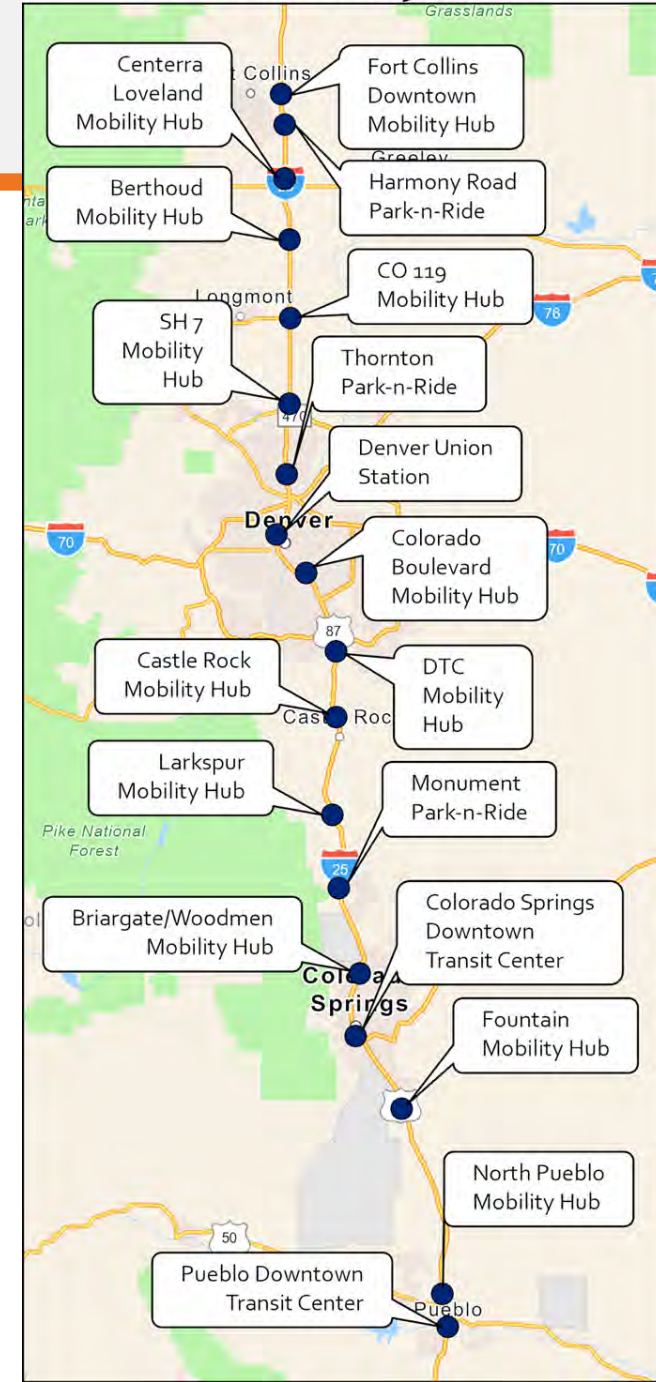 Grasslands
Centerra
Loveland
Mobility Hub
t Collins
Fort Collins
Downtown
Mobility Hub
Greeley
Harmony Road
Park-n-Ride
Berthoud
Mobility Hub
CO 119
Mobility Hub
Longmont
76
SH 7
Mobility
Hub
Thornton
Park-n-Ride
470
Denver Union
Station
Denver
70
Colorado
Boulevard
Mobility Hub
70
87
Castle Rock
Mobility Hub
DTC
Mobility
Hub
Cast Roc
Larkspur
Mobility Hub
Monument
Park-n-Ride
Pike National
Forest
25
Briargate/Woodmen
Mobility Hub
Colorado Springs
Downtown
Transit Center
Springs
Fountain
Mobility Hub
North Pueblo
Mobility Hub
50
Pueblo Downtown
Transit Center
Pueblo